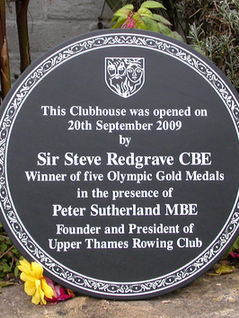 This Clubhouse was opened on
20th September 2009
by
Sir Steve Redgrave CBE
Winner of five Olympic Gold Medals
in the presence of
Peter Sutherland MBE
Founder and President of
Upper Thames Rowing Club